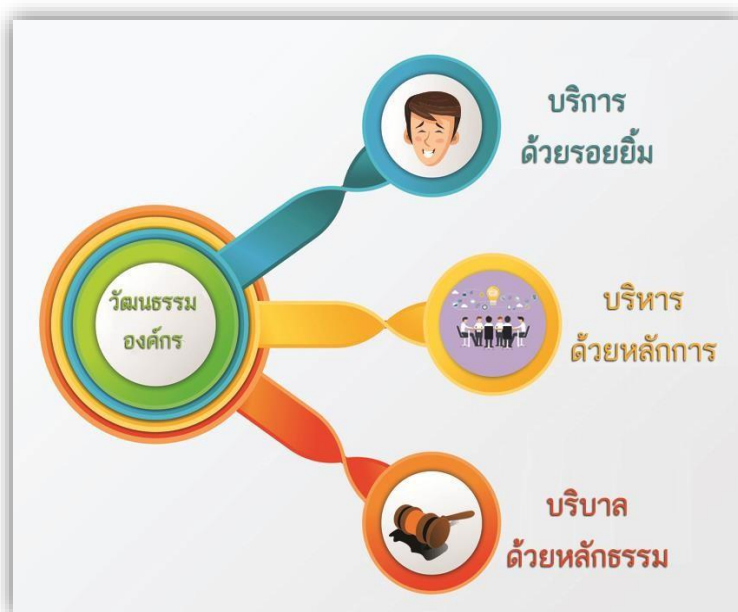 บริการ
ด้วยรอยยิ้ม
วัฒนธรรม
องค์กร
บริหาร
ด้วยหลักการ
บริบาล
ด้วยหลักธรรม